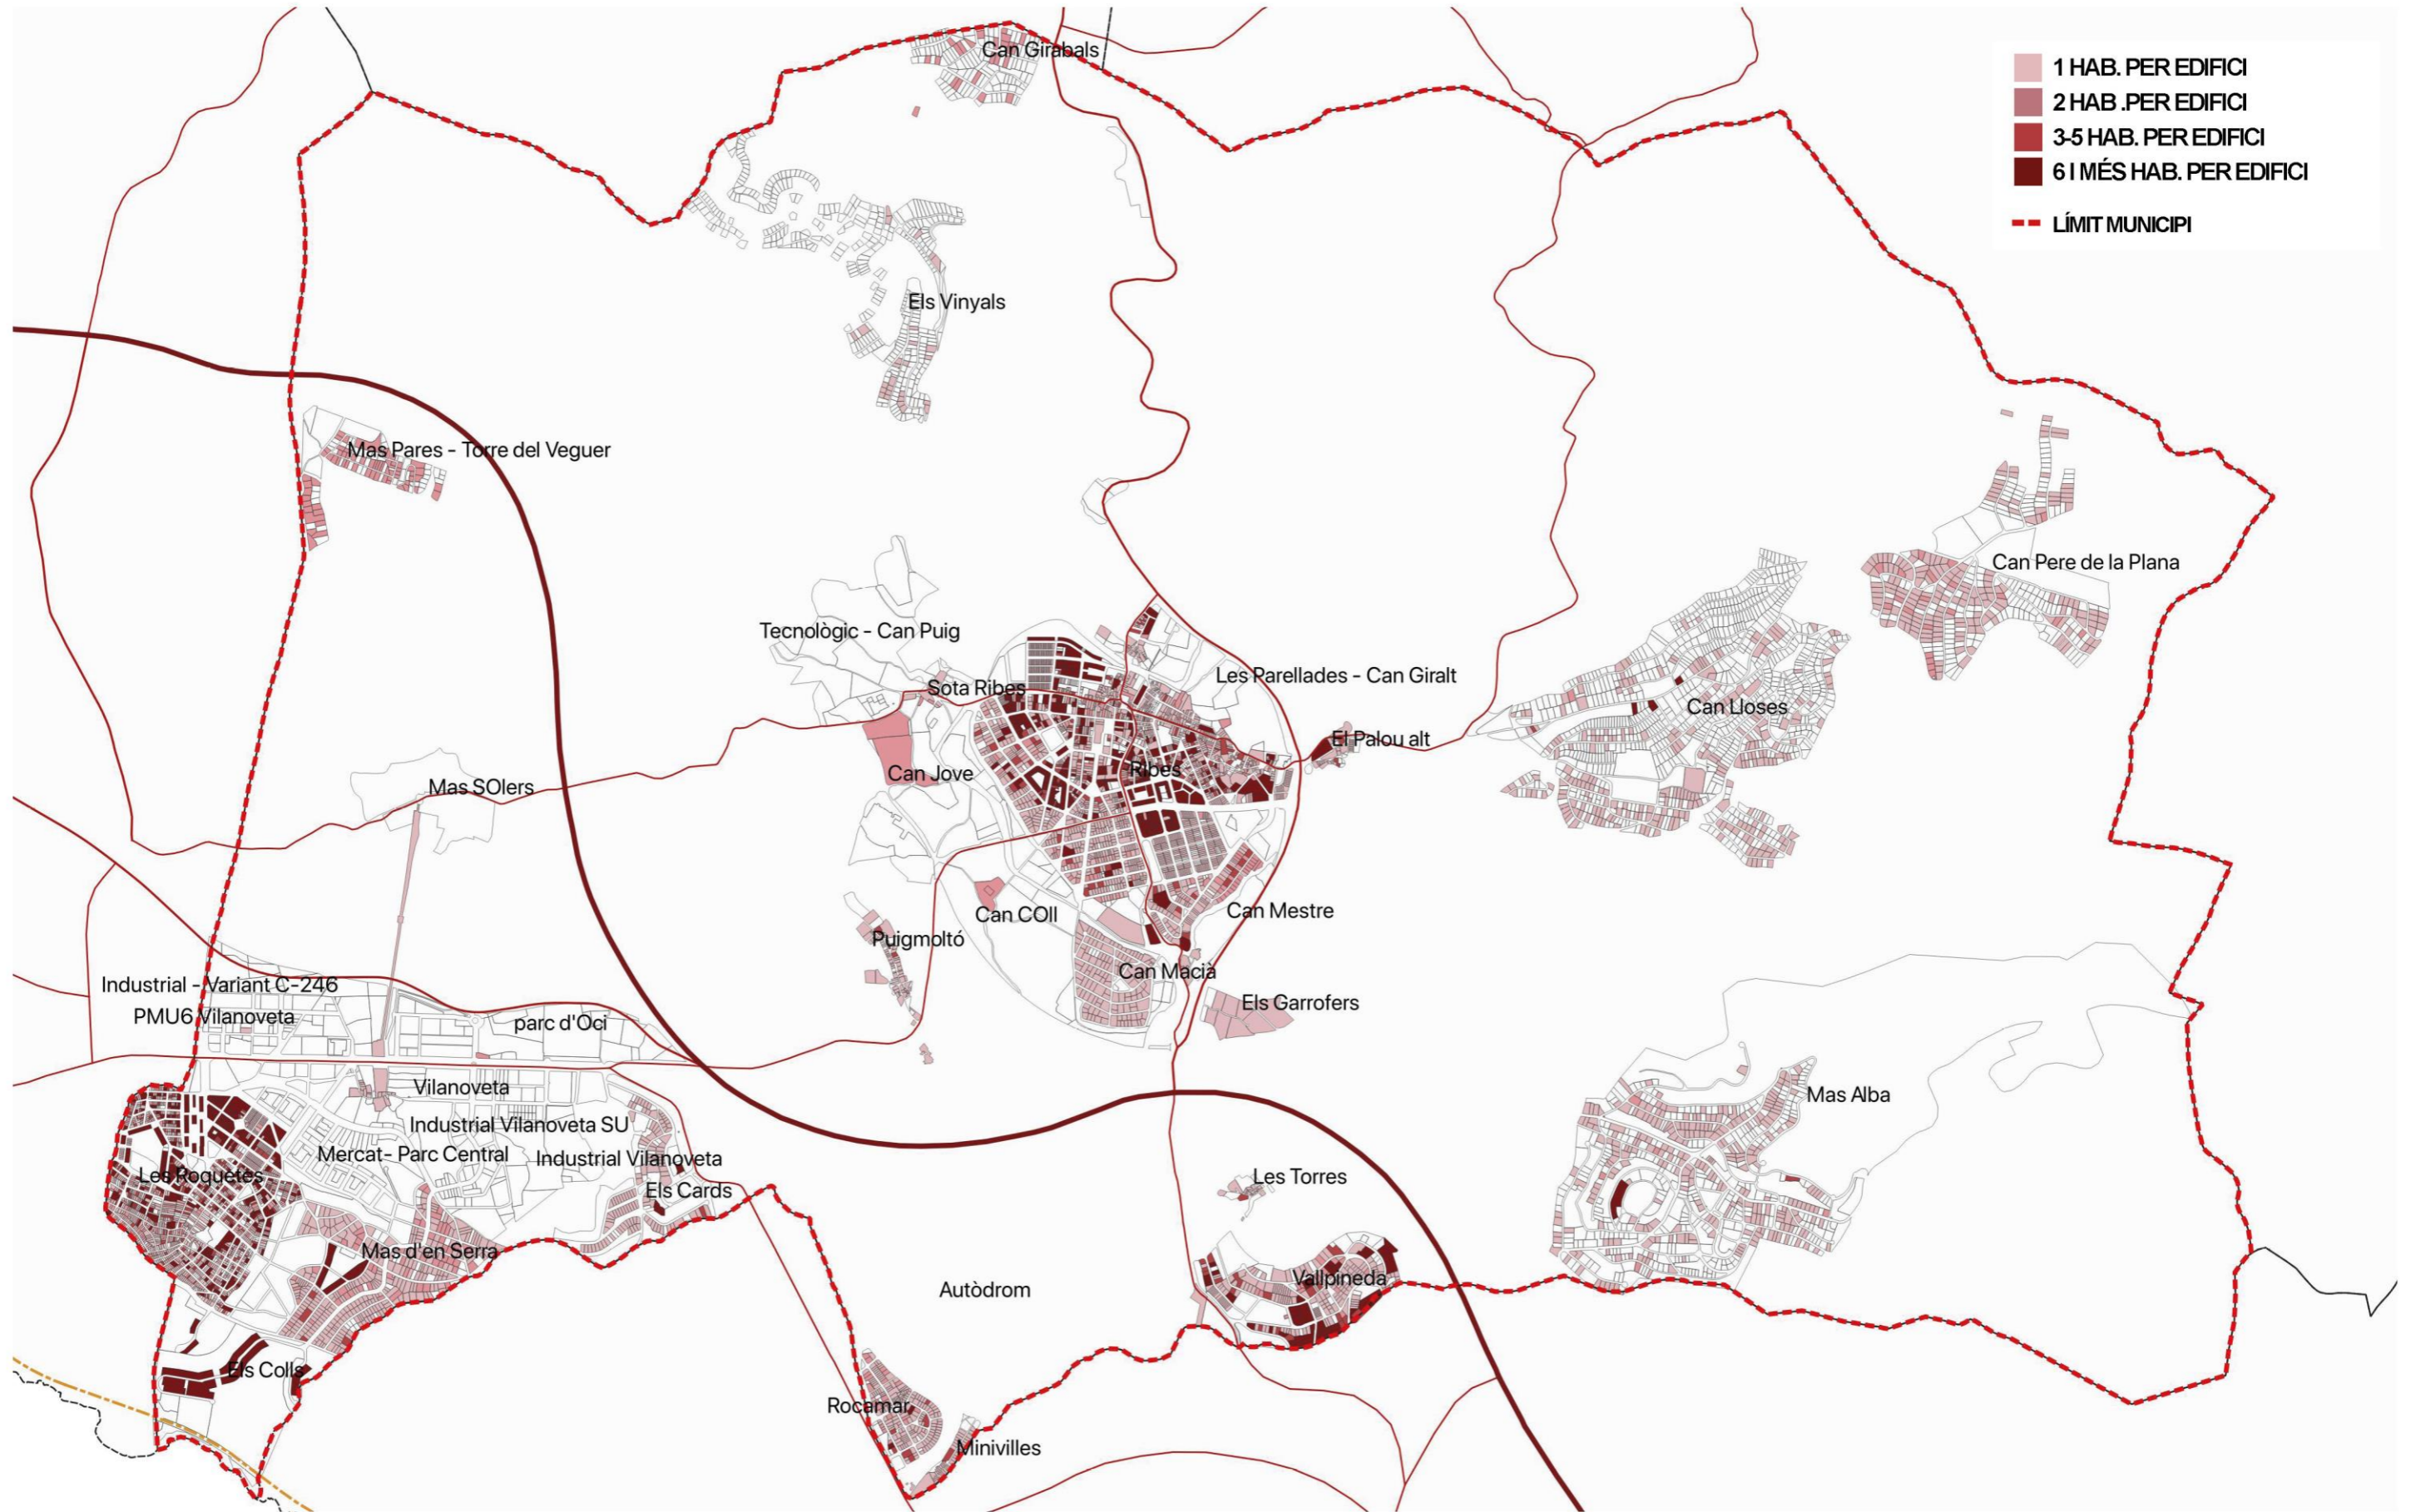 Can Girabals
1 HAB. PER EDIFICI
2 HAB .PER EDIFICI
3-5 HAB. PER EDIFICI
6 I MÉS HAB. PER EDIFICI
LÍMIT MUNICIPI
Els Vinyals
Mas Pares - Torre del Veguer
Can Pere de la Plana
Tecnològic - Can Puig
Les Parellades - Can Giralt
Sota Ribes
Can Lloses
El Palou alt
Ribes
Can Jove
Mas SOlers
Can COll
Can Mestre
Puigmoltó
Can Macià
Industrial - Variant C-246
Els Garrofers
PMU6 Vilanoveta
parc d'Oci
Vilanoveta
Mas Alba
Industrial Vilanoveta SU
Mercat- Parc Central
Industrial Vilanoveta
Les Roquetes
Les Torres
Els Cards
Mas d'en Serra
Vallpineda
Autòdrom
Els Colls
Rocamar
Minivilles